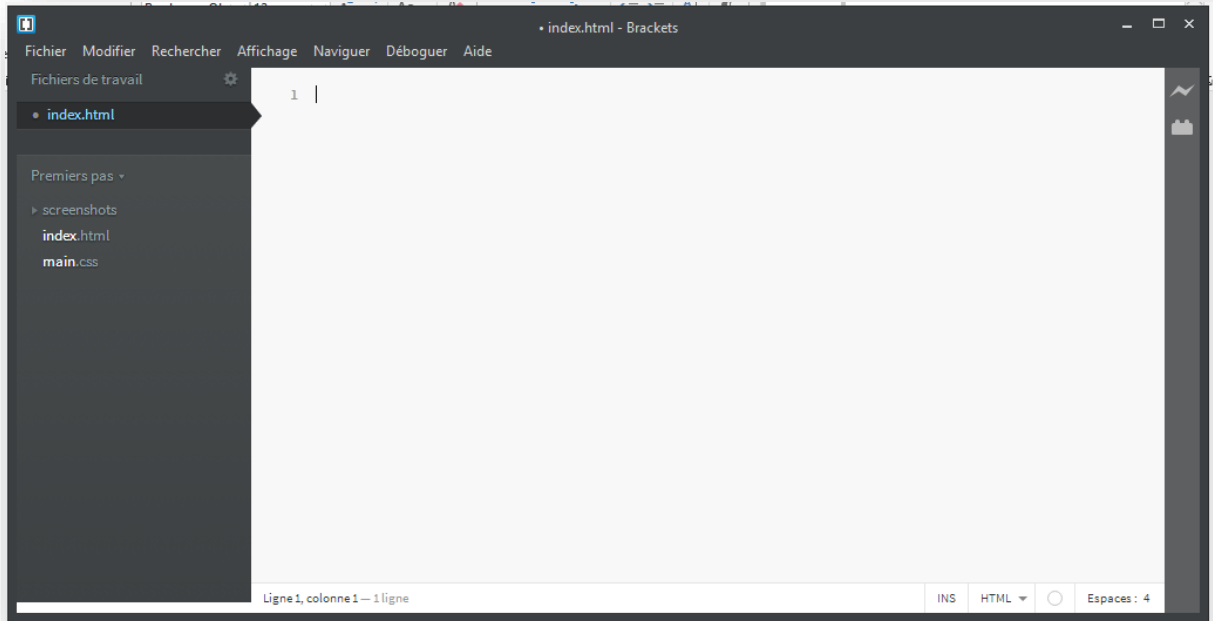 • index.html - Brackets
Fichier Modifier Rechercher Affichage Naviguer Déboguer Aide
Fichiers de travail
• index.html
Premiers pas
screenshots
index.html
main.css
1
Ligne 1, colonne 1 — 1 ligne
INS HTML Espaces : 4